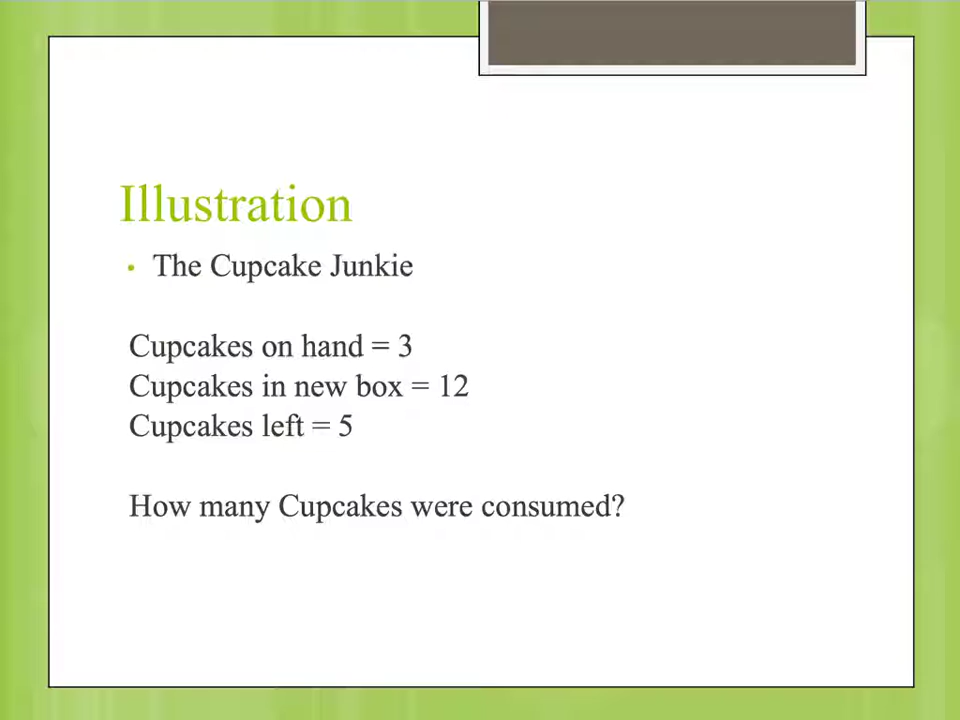 Illustration
• The Cupcake Junkie
Cupcakes on hand = 3
Cupcakes in new box = 12
Cupcakes left = 5
How many Cupcakes were consumed?